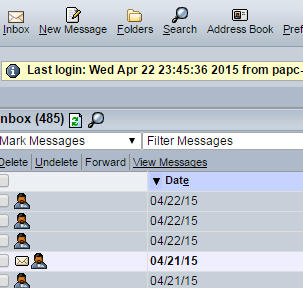 Inbox New Message Folders Search Address Book Pref
Last login: Wed Apr 22 23:45:36 2015 from papc-
nbox (485)
Mark Messages Filter Messages
Delete Undelete Forward View Messages
Date
04/22/15
04/22/15
04/22/15
04/21/15
04/21/15